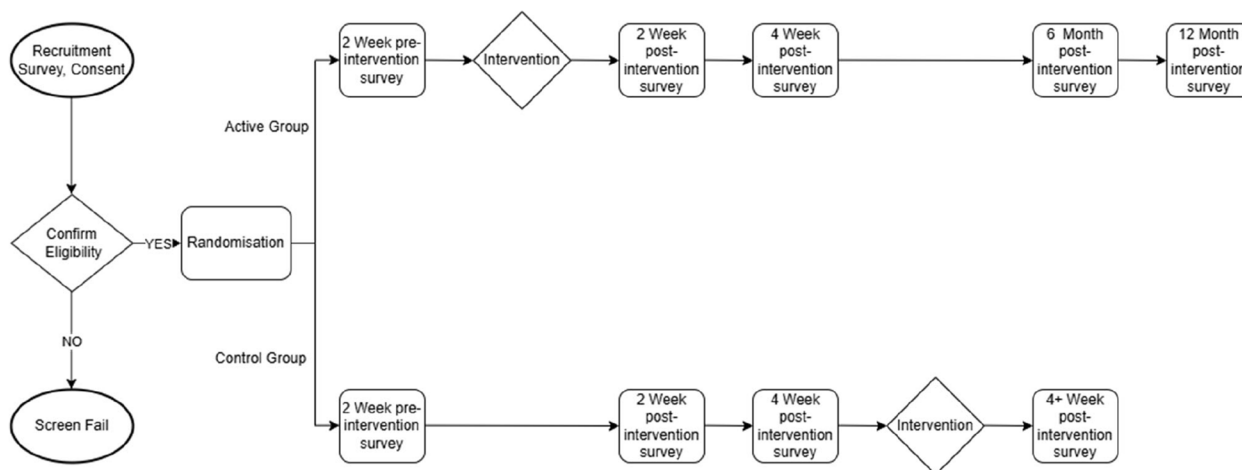 Recruitment
Survey, Consent
Confirm
Eligibility
YES
NO
Screen Fail
Randomisation
Active Group
2 Week pre-
intervention
survey
Intervention
2 Week
post-
intervention
survey
4 Week
post-
intervention
survey
6 Month
post-
intervention
survey
12 Month
post-
intervention
survey
Control Group
2 Week pre-
intervention
survey
2 Week
post-
intervention
survey
4 Week
post-
intervention
survey
Intervention
4+ Week
post-
intervention
survey